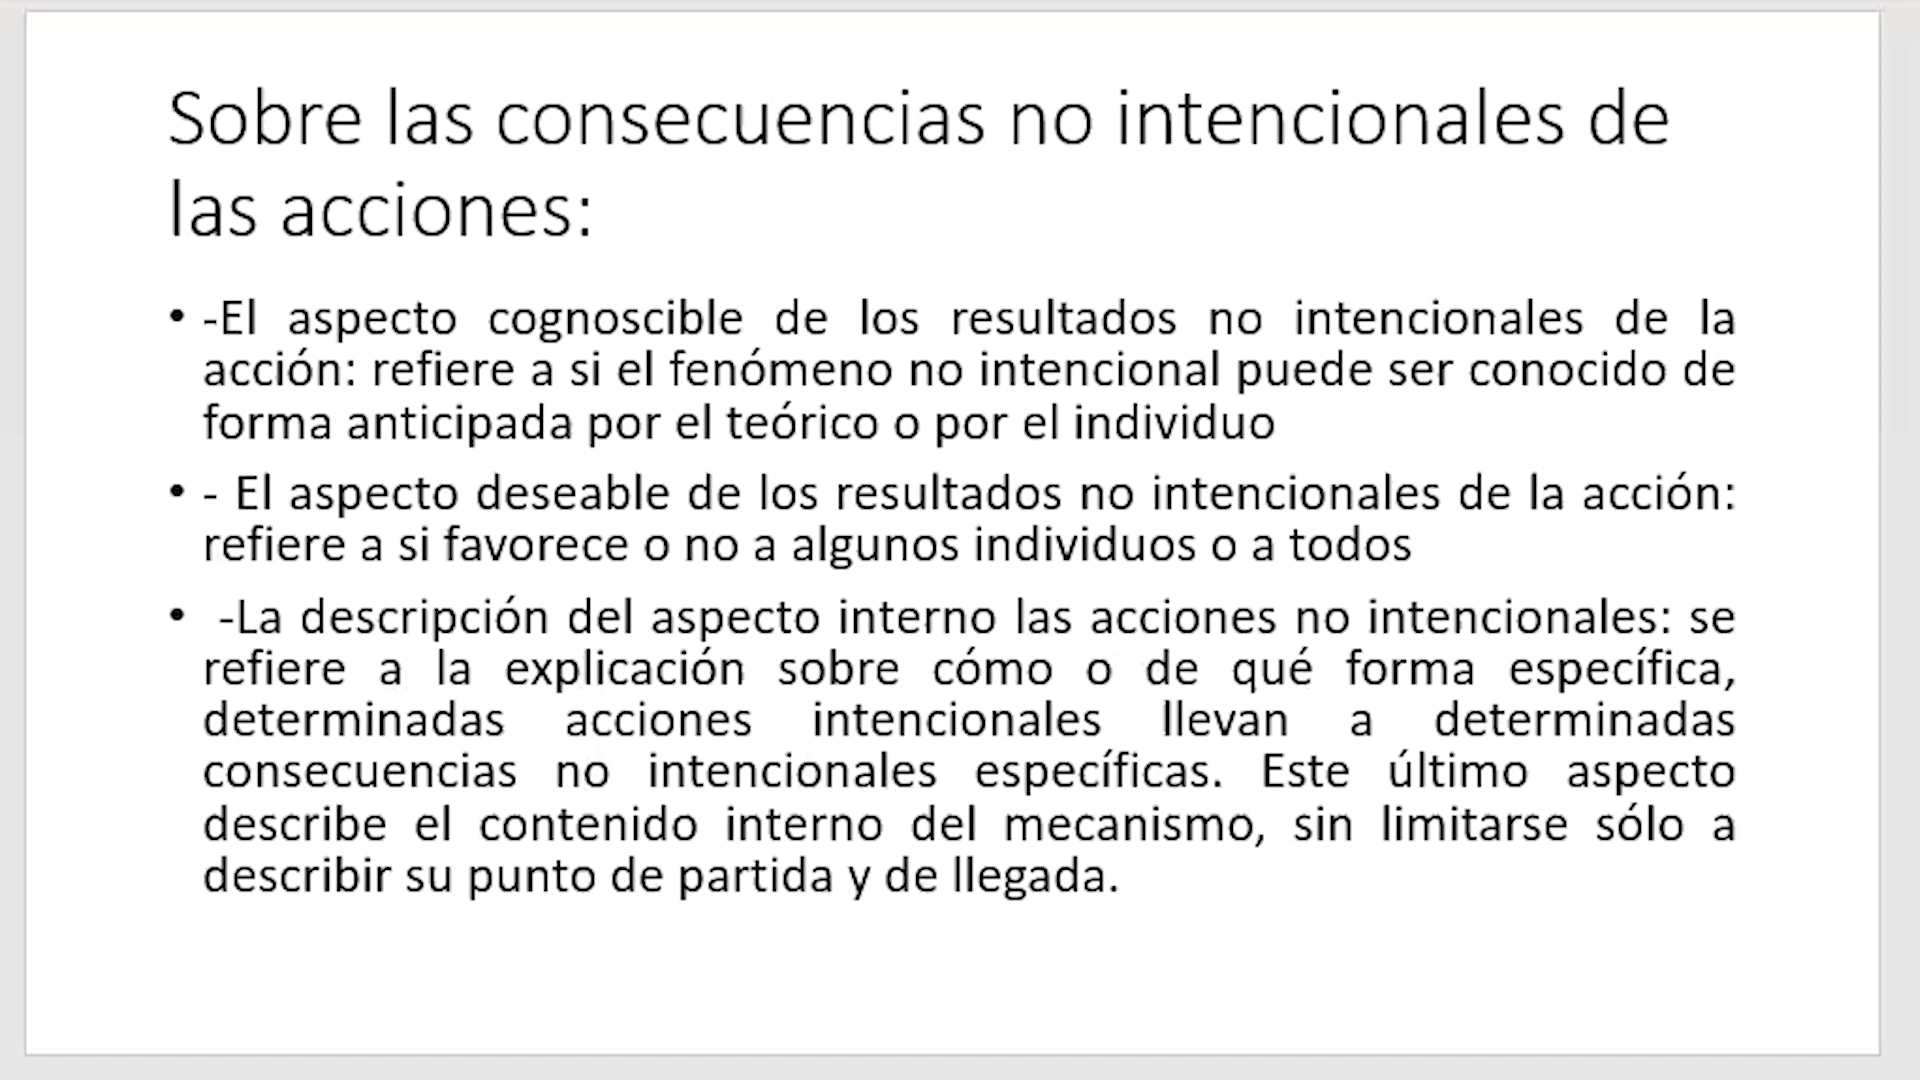 Sobre las consecuencias no intencionales de
las acciones:
• -El aspecto cognoscible de los resultados no intencionales de la
acción: refiere a si el fenómeno no intencional puede ser conocido de
forma anticipada por el teórico o por el individuo
• - El aspecto deseable de los resultados no intencionales de la acción:
refiere a si favorece o no a algunos individuos o a todos
• -La descripción del aspecto interno las acciones no intencionales: se
refiere a la explicación sobre cómo o de qué forma específica,
determinadas acciones intencionales llevan a determinadas
consecuencias no intencionales específicas. Este último aspecto
describe el contenido interno del mecanismo, sin limitarse sólo a
describir su punto de partida y de llegada.